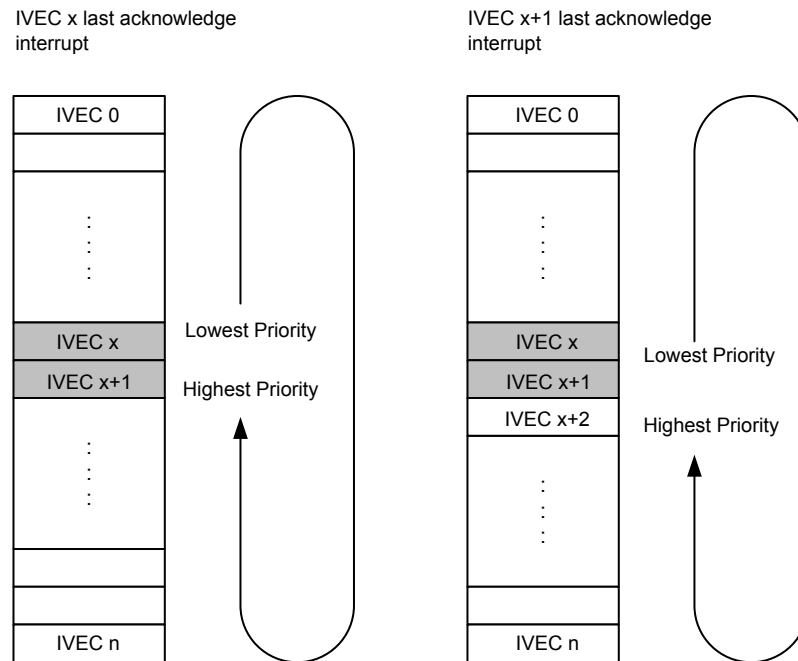 IVEC x last acknowledge
interrupt
IVEC 0
IVEC x
IVEC x+1
IVEC n
Lowest Priority
Highest Priority
IVEC x+1 last acknowledge
interrupt
IVEC 0
IVEC x
IVEC x+1
IVEC x+2
IVEC n
Lowest Priority
Highest Priority